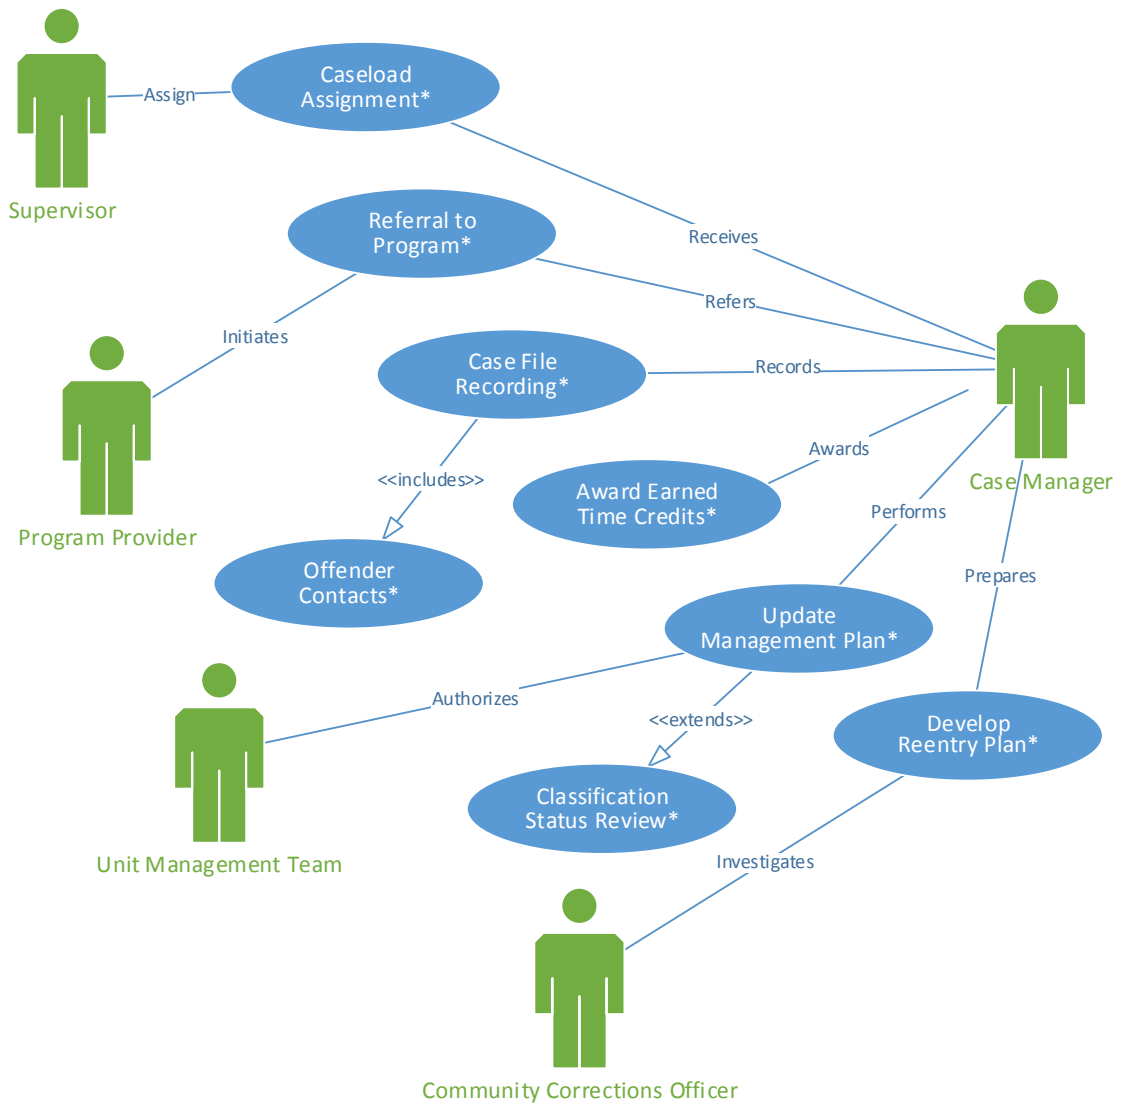 Caseload
Assignment*
Assign
Supervisor
Referral to
Program*
Receives
Refers
Initiates
Case File
Recording*
Records
Awards
<<includes>>
Case Manager
Award Earned
Time Credits*
Performs
Program Provider
Offender
Contacts*
Prepares
Update
Management Plan*
Authorizes
<<extends>>
Develop
Reentry Plan*
Classification
Status Review*
Unit Management Team
Investigates
Community Corrections Officer